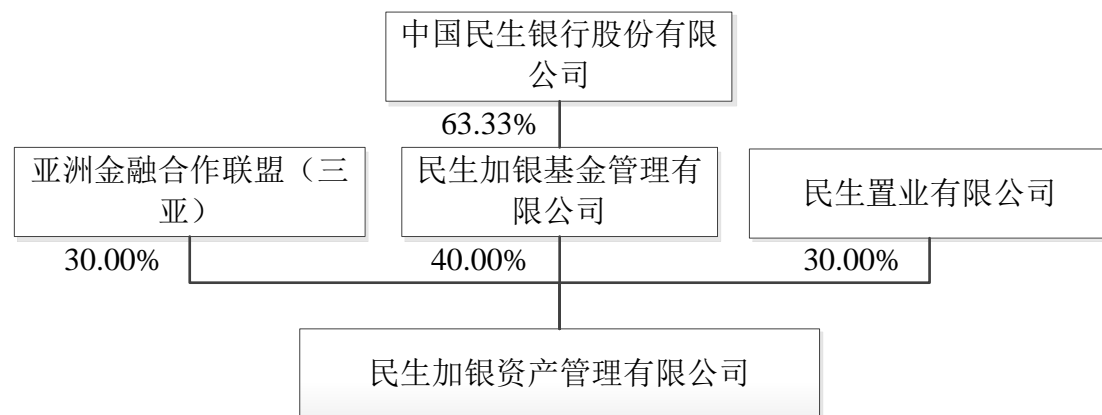 中国民生银行股份有限
公司
63.33%
亚洲金融合作联盟（三
亚）
民生加银基金管理有
限公司
民生置业有限公司
30.00%
40.00%
30.00%
民生加银资产管理有限公司